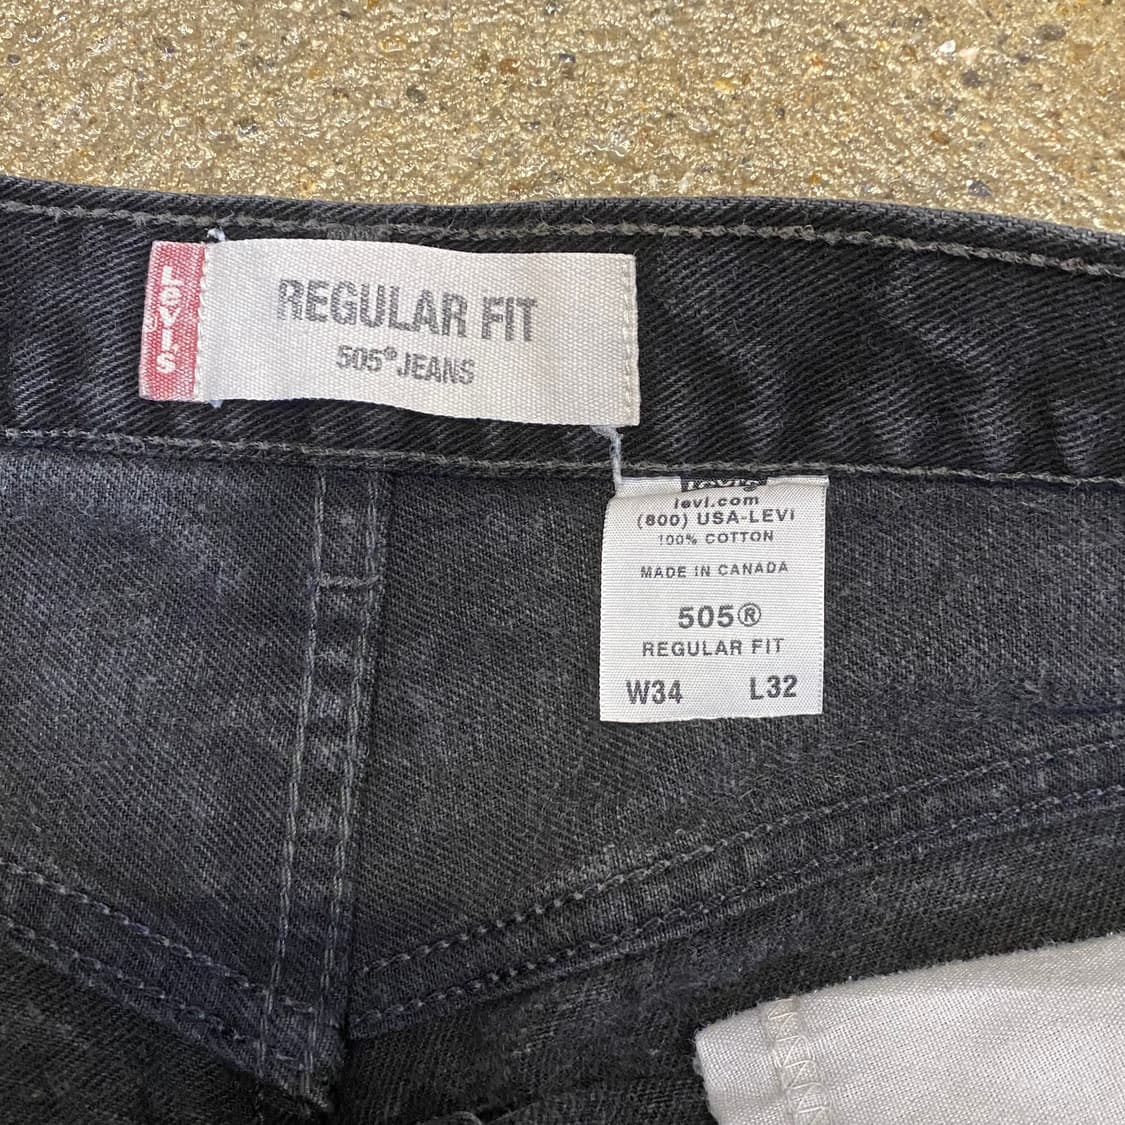 Levi's
REGULAR FIT
505® JEANS
levi.com
(800) USA-LEVI
100% COTTON
MADE IN CANADA
505®
REGULAR FIT
W34 L32